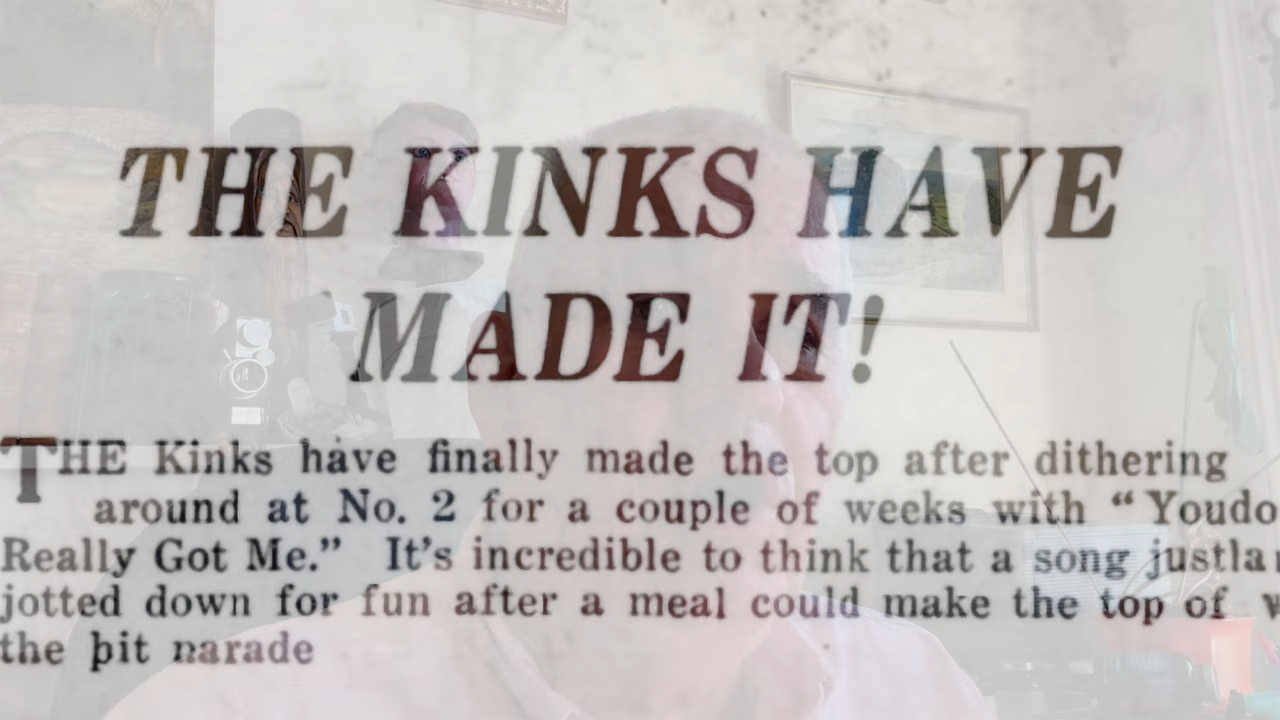 THE KINKS HAVE
MADE IT!
THE Kinks have finally made the top after dithering
around at No. 2 for a couple of weeks with “ Youdo
Really Got Me.” It’s incredible to think that a song justla
jotted down for fun after a meal could make the top of
the hit parade